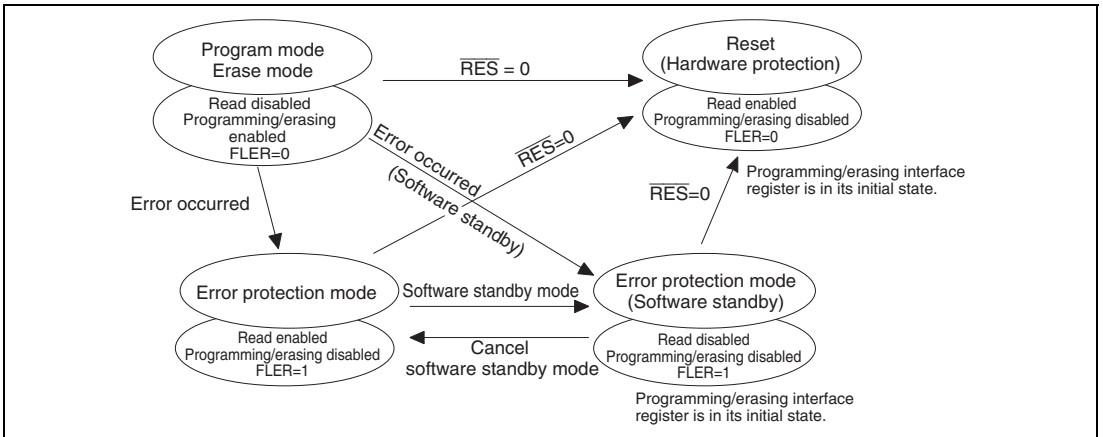 Program mode
Erase mode
Read disabled
Programming/erasing
enabled
FLER=0
R̅E̅S̅ = 0
Reset
(Hardware protection)
Read enabled
Programming/erasing disabled
FLER=0
Programming/erasing interface
register is in its initial state.
Error occurred
Error occurred
(Software standby)
R̅E̅S̅=0
R̅E̅S̅=0
Error protection mode
Read enabled
Programming/erasing disabled
FLER=1
Software standby mode
Cancel
software standby mode
Error protection mode
(Software standby)
Read disabled
Programming/erasing disabled
FLER=1
Programming/erasing interface
register is in its initial state.